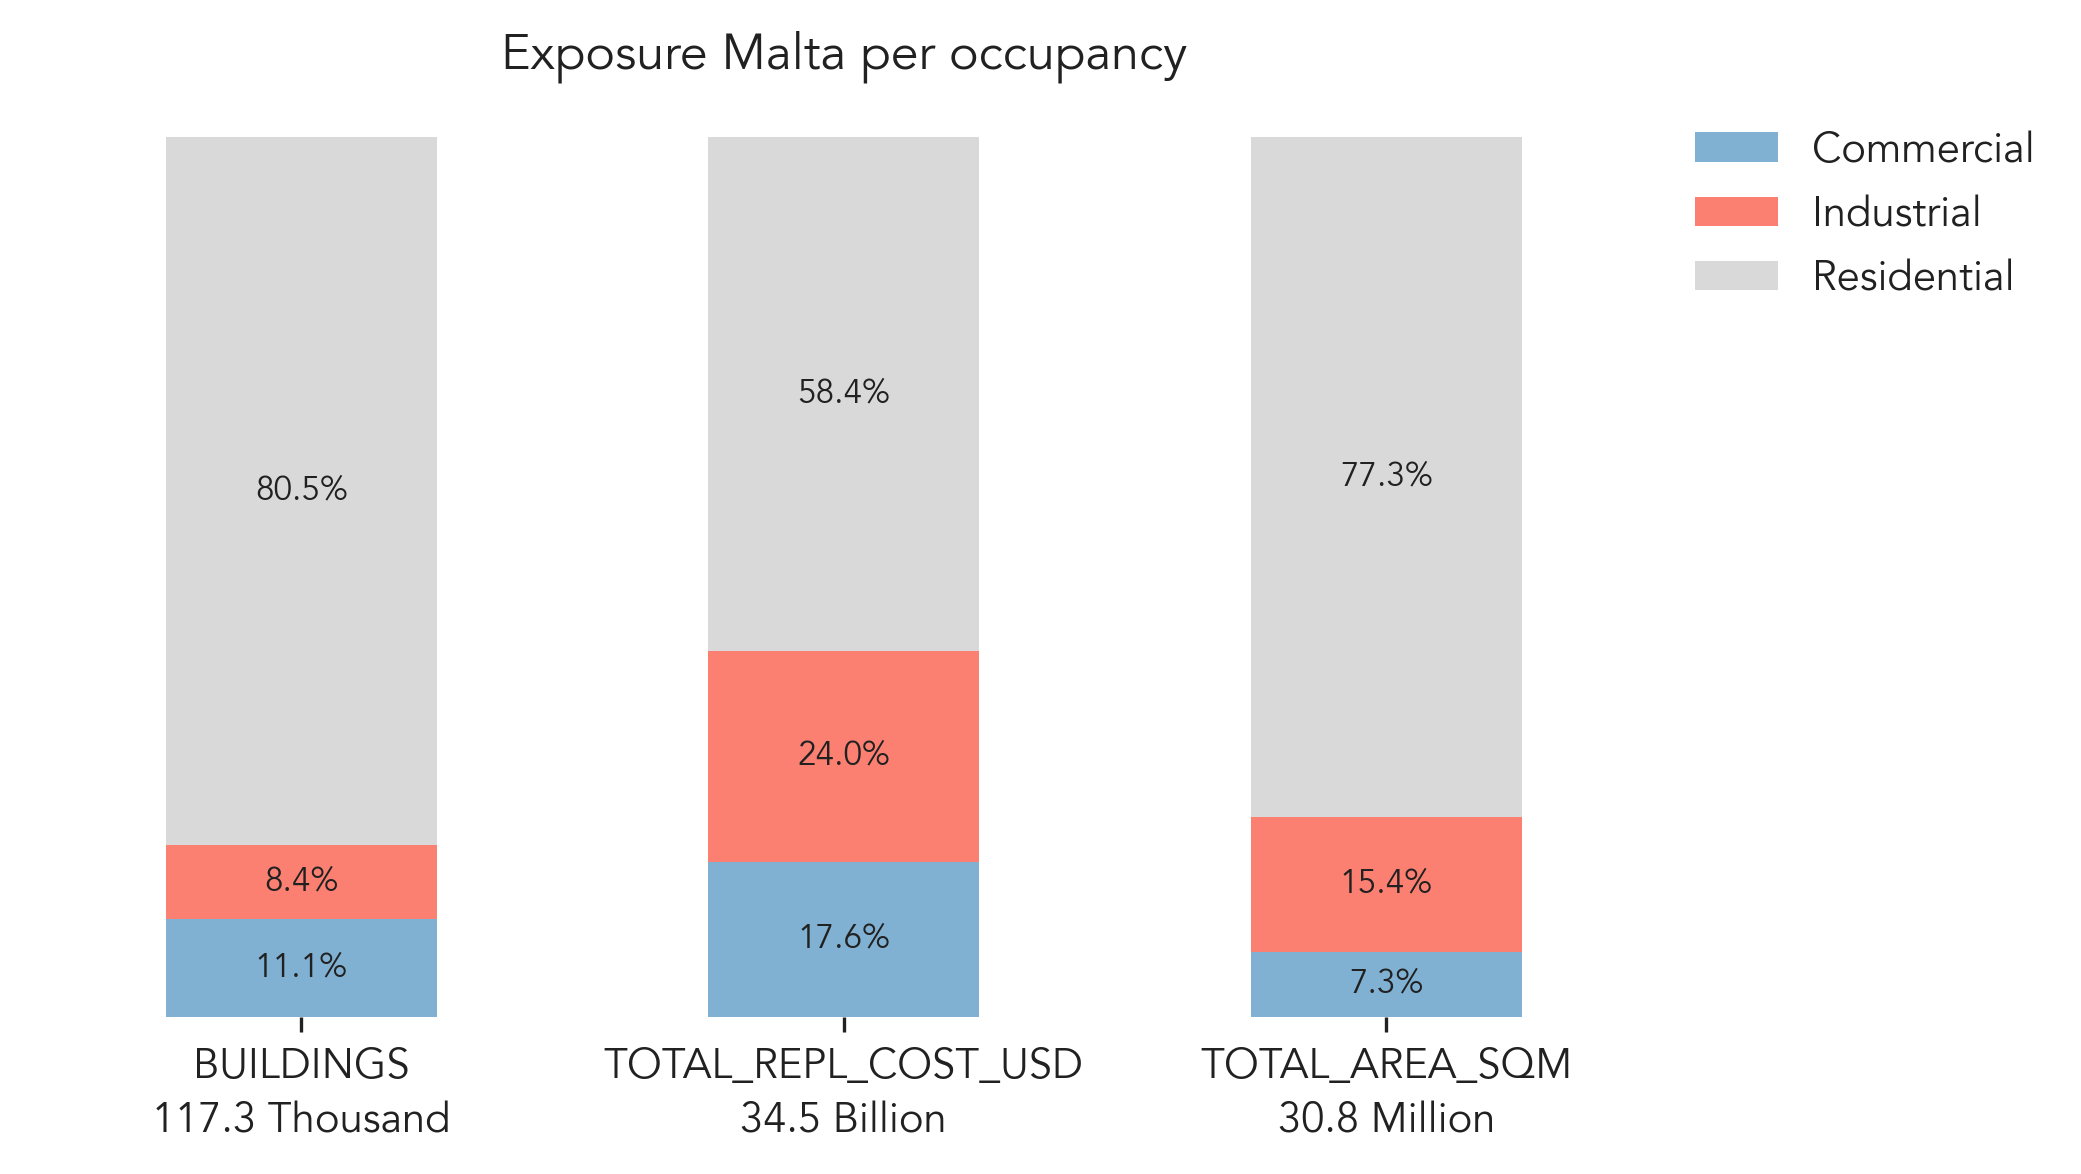 Exposure Malta per occupancy
Commercial
Industrial
Residential
80.5%
8.4%
11.1%
58.4%
24.0%
17.6%
77.3%
15.4%
7.3%
BUILDINGS
117.3 Thousand
TOTAL_REPL_COST_USD
34.5 Billion
TOTAL_AREA_SQM
30.8 Million